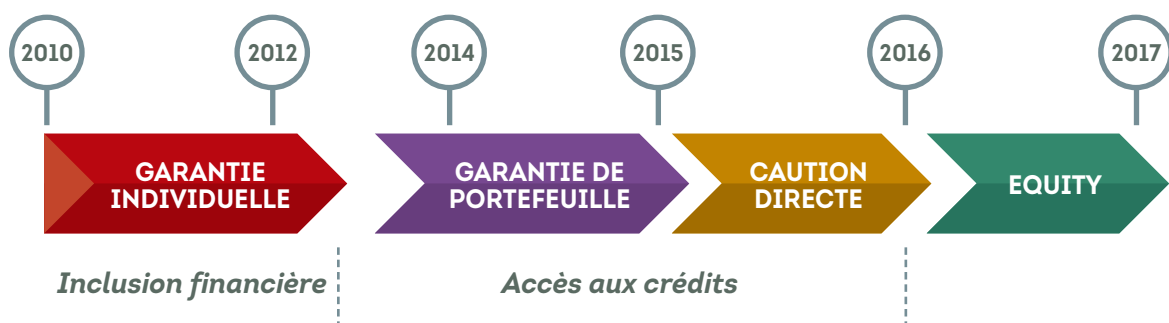 2010 2012 2014 2015 2016 2017
GARANTIE
INDIVIDUELLE
GARANTIE DE
PORTEFEUILLE
CAUTION
DIRECTE
EQUITY
Inclusion financière
Accès aux crédits